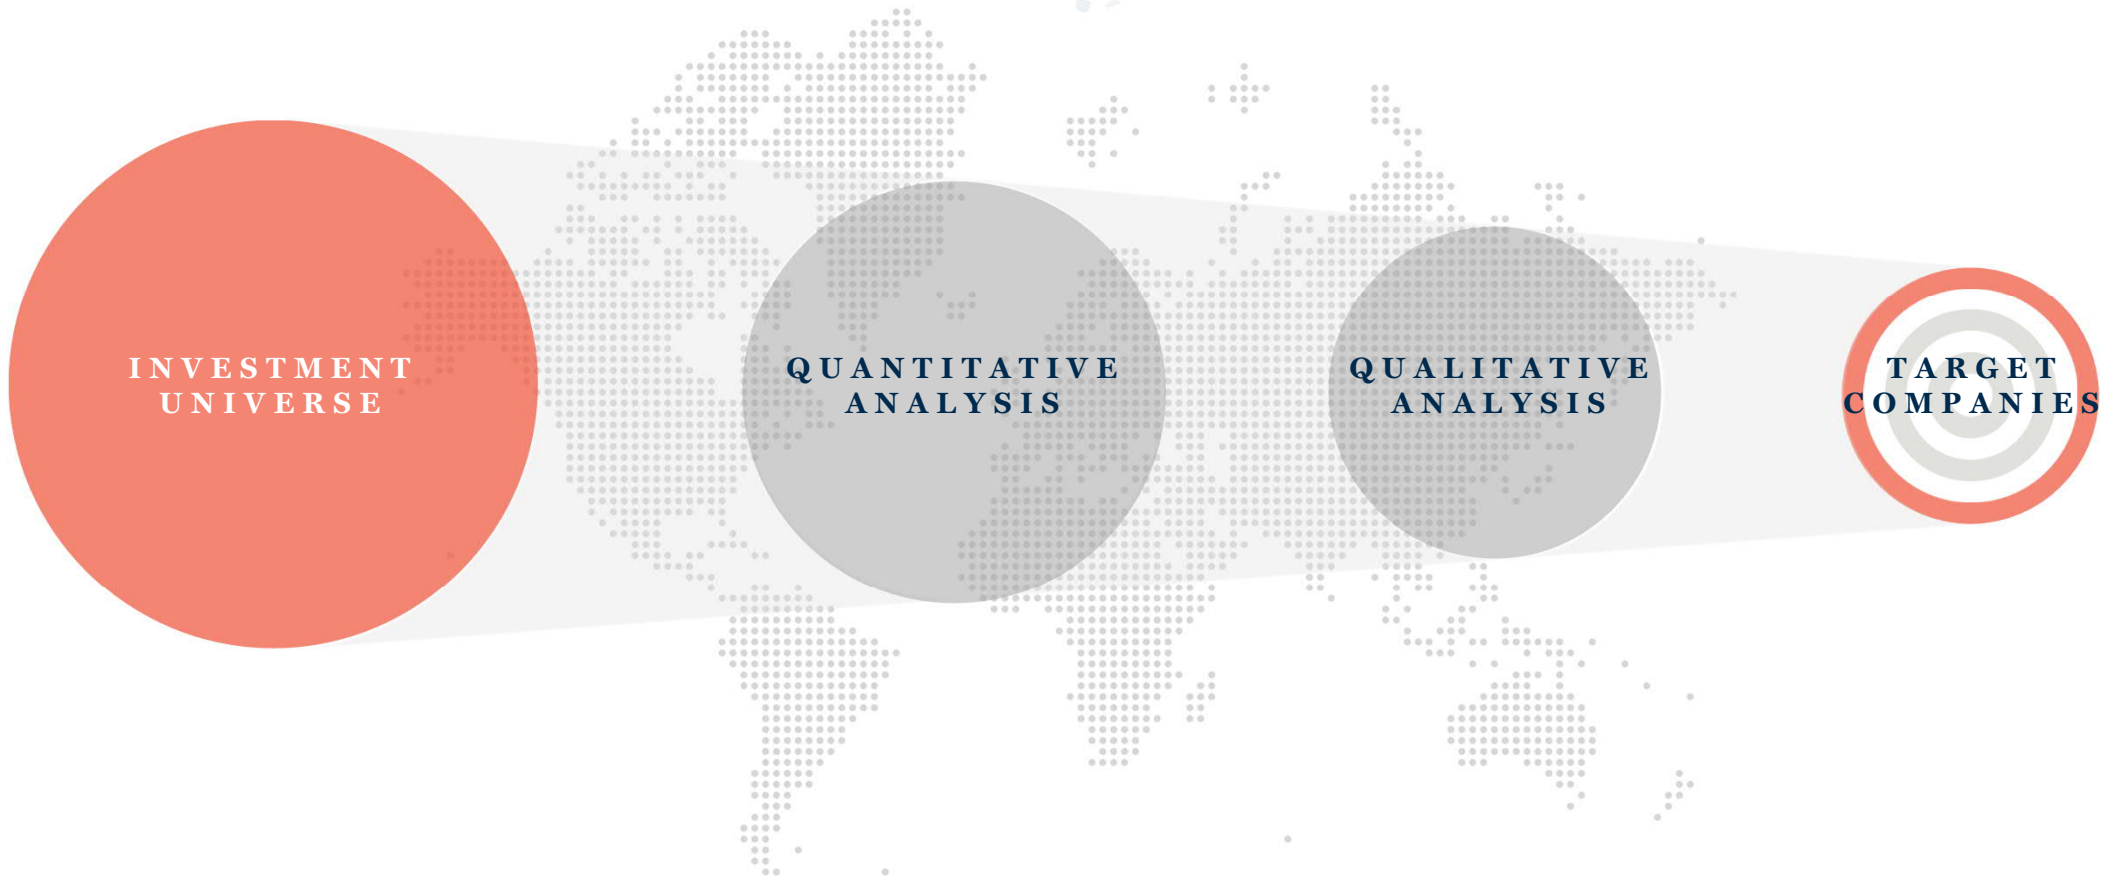 INVESTMENT
UNIVERSE
QUANTITATIVE
ANALYSIS
QUALITATIVE
ANALYSIS
TARGET
COMPANIES